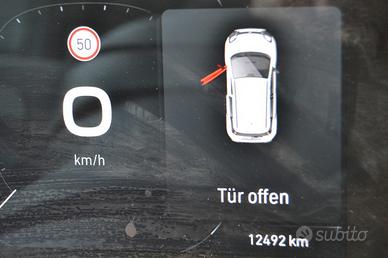 50
0
km/h
Tür offen
12492 km
subito